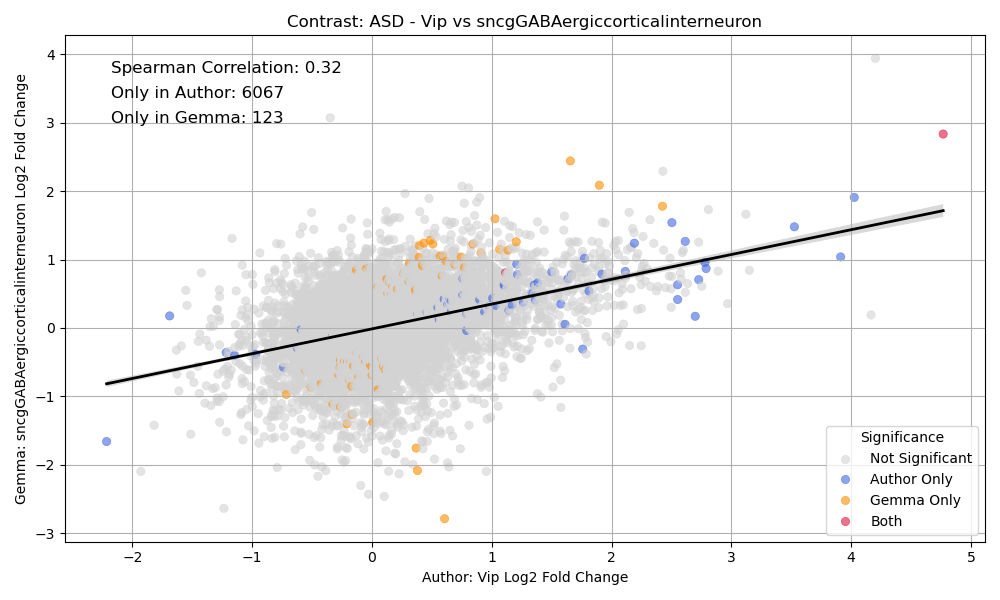 Contrast: ASD - Vip vs sncgGABAergiccorticalinterneuron
Spearman Correlation: 0.32
Only in Author: 6067
Only in Gemma: 123
Gemma: sncgGABAergiccorticalinterneuron Log2 Fold Change
4
3
2
1
0
−1
−2
−3
Significance
Not Significant
Author Only
Gemma Only
Both
−2
−1
0
1
2
3
4
5
Author: Vip Log2 Fold Change